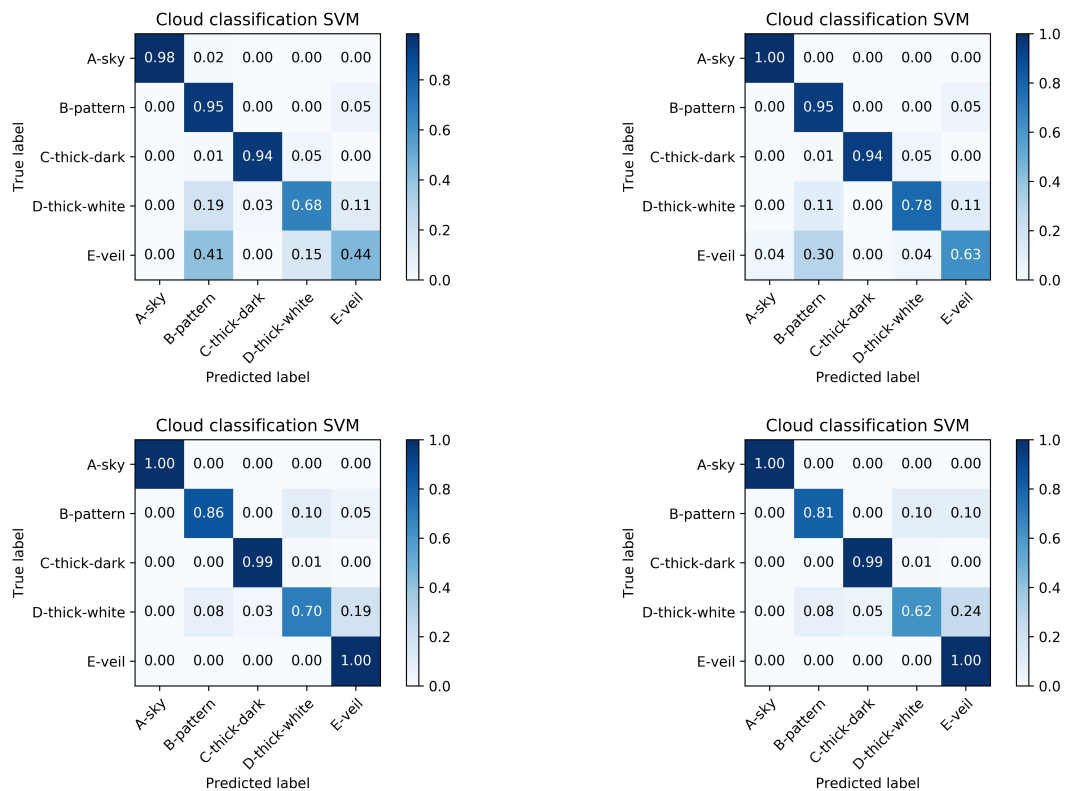 Cloud classification SVM
A-sky 0.98 0.02 0.00 0.00 0.00
B-pattern 0.00 0.95 0.00 0.00 0.05
C-thick-dark 0.00 0.01 0.94 0.05 0.00
D-thick-white 0.00 0.19 0.03 0.68 0.11
E-veil 0.00 0.41 0.00 0.15 0.44
True label
A-sky B-pattern C-thick-dark D-thick-white E-veil
Predicted label
0.8
0.6
0.4
0.2
0.0
Cloud classification SVM
A-sky 1.00 0.00 0.00 0.00 0.00
B-pattern 0.00 0.95 0.00 0.00 0.05
C-thick-dark 0.00 0.01 0.94 0.05 0.00
D-thick-white 0.00 0.11 0.00 0.78 0.11
E-veil 0.04 0.30 0.00 0.04 0.63
True label
A-sky B-pattern C-thick-dark D-thick-white E-veil
Predicted label
1.0
0.8
0.6
0.4
0.2
0.0
Cloud classification SVM
A-sky 1.00 0.00 0.00 0.00 0.00
B-pattern 0.00 0.86 0.00 0.10 0.05
C-thick-dark 0.00 0.00 0.99 0.01 0.00
D-thick-white 0.00 0.08 0.03 0.70 0.19
E-veil 0.00 0.00 0.00 0.00 1.00
True label
A-sky B-pattern C-thick-dark D-thick-white E-veil
Predicted label
1.0
0.8
0.6
0.4
0.2
0.0
Cloud classification SVM
A-sky 1.00 0.00 0.00 0.00 0.00
B-pattern 0.00 0.81 0.00 0.10 0.10
C-thick-dark 0.00 0.00 0.99 0.01 0.00
D-thick-white 0.00 0.08 0.05 0.62 0.24
E-veil 0.00 0.00 0.00 0.00 1.00
True label
A-sky B-pattern C-thick-dark D-thick-white E-veil
Predicted label
1.0
0.8
0.6
0.4
0.2
0.0